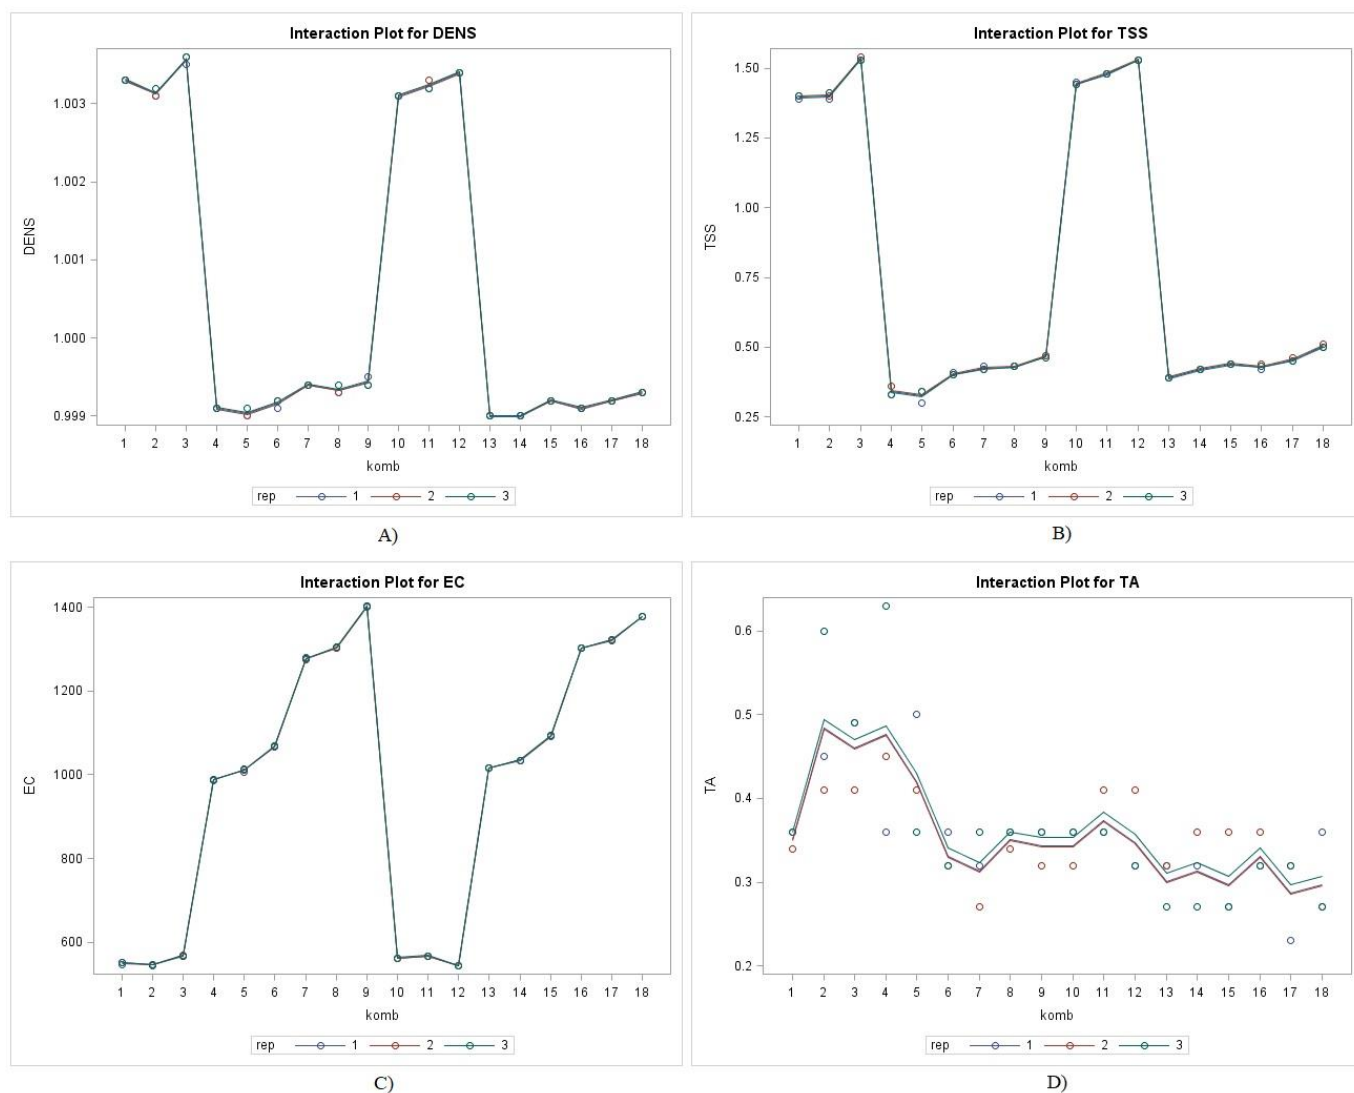 Interaction Plot for DENS
DENS
1.003
1.002
1.001
1.000
0.999
1 2 3 4 5 6 7 8 9 10 11 12 13 14 15 16 17 18
komb
rep 1 2 3
A)
Interaction Plot for TSS
TSS
1.50
1.25
1.00
0.75
0.50
0.25
1 2 3 4 5 6 7 8 9 10 11 12 13 14 15 16 17 18
komb
rep 1 2 3
B)
Interaction Plot for EC
EC
1400
1200
1000
800
600
1 2 3 4 5 6 7 8 9 10 11 12 13 14 15 16 17 18
komb
rep 1 2 3
C)
Interaction Plot for TA
TA
0.6
0.5
0.4
0.3
0.2
1 2 3 4 5 6 7 8 9 10 11 12 13 14 15 16 17 18
komb
rep 1 2 3
D)